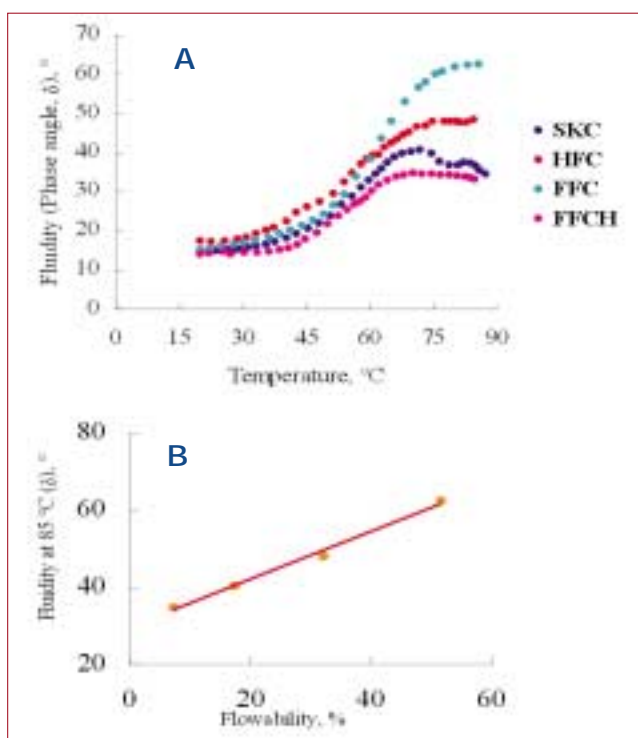 A
70
60
50
40
30
20
10
0
Fluidity (Phase angle, δ), °
0 15 30 45 60 75 90
Temperature, °C
SKC
HFC
FFC
FFCH
B
80
60
40
20
Fluidity at 85 °C (δ), °
0 20 40 60
Flowability, %